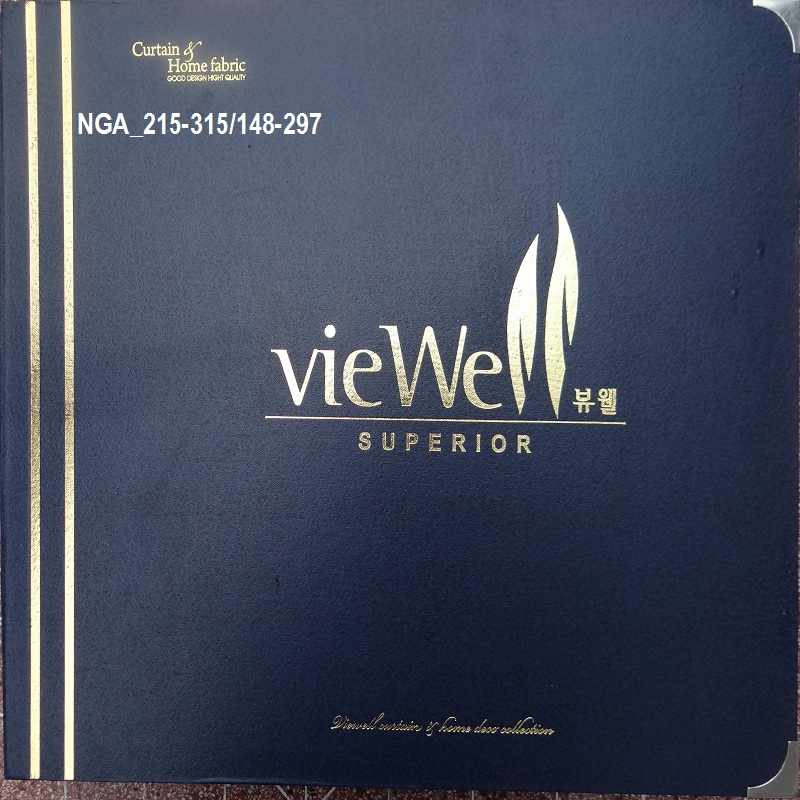 Curtain &
Home fabric
GOOD DESIGN HIGHT QUALITY
NGA_215-315/148-297
vieWell 뷰웰
SUPERIOR
Viewell curtain & home deco collection